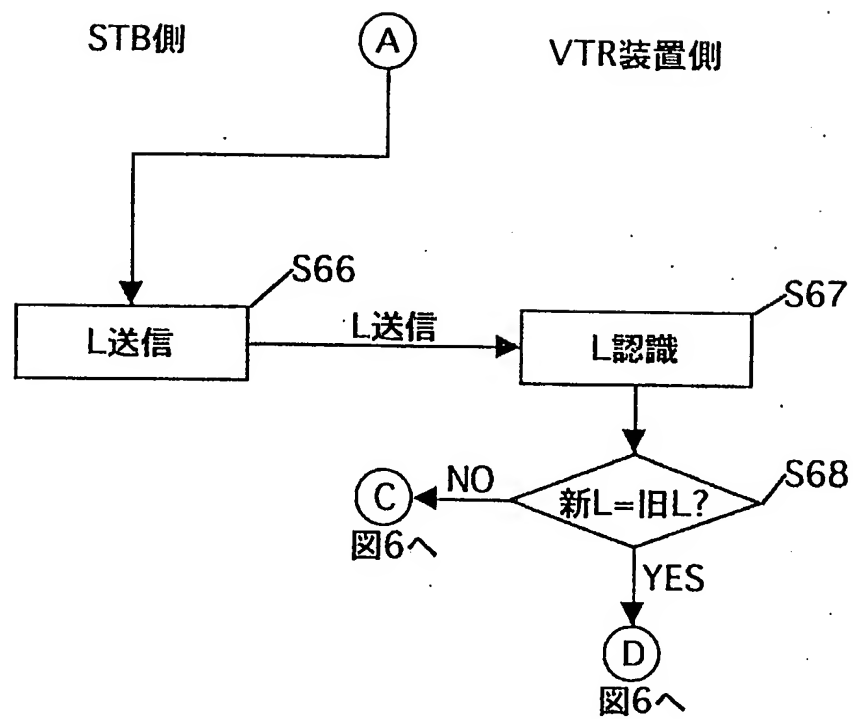 STB側
A
VTR装置側
S66
L送信
L送信
S67
L認識
S68
新L=旧L?
NO
C
図6へ
YES
D
図6へ